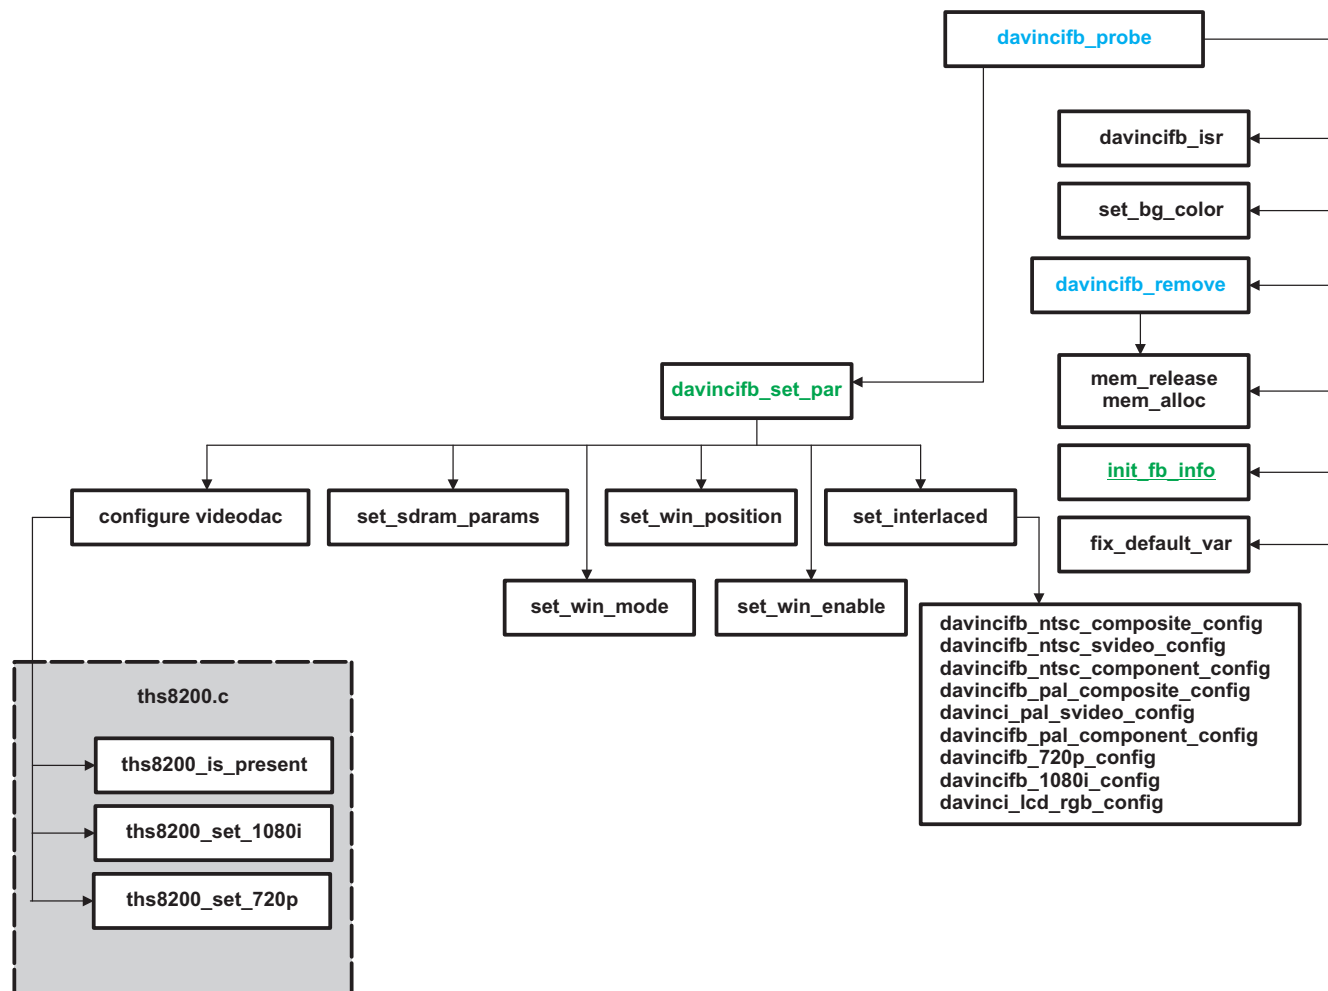 davincifb_probe
davincifb_isr
set_bg_color
davincifb_remove
mem_release
mem_alloc
davincifb_set_par
init_fb_info
configure videodac
set_sdram_params
set_win_position
set_interlaced
fix_default_var
set_win_mode
set_win_enable
davincifb_ntsc_composite_config
davincifb_ntsc_svideo_config
davincifb_ntsc_component_config
davincifb_pal_composite_config
davinci_pal_svideo_config
davincifb_pal_component_config
davincifb_720p_config
davincifb_1080i_config
davinci_lcd_rgb_config
ths8200.c
ths8200_is_present
ths8200_set_1080i
ths8200_set_720p